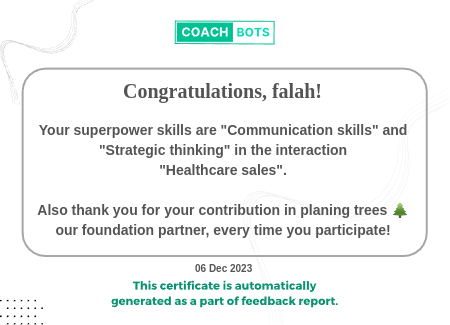 COACH BOTS
Congratulations, falah!
Your superpower skills are "Communication skills" and
"Strategic thinking" in the interaction
"Healthcare sales".
Also thank you for your contribution in planing trees 🌲
our foundation partner, every time you participate!
06 Dec 2023
This certificate is automatically
generated as a part of feedback report.